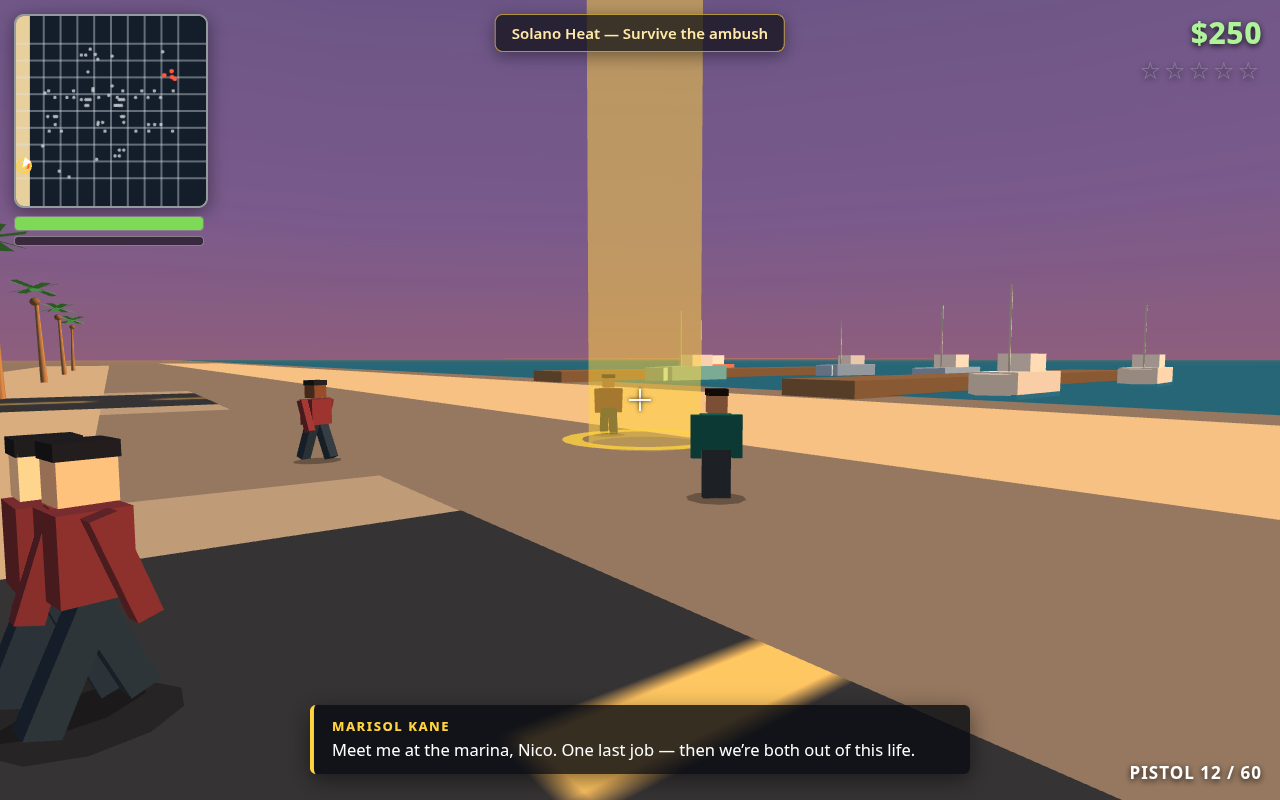 Solano Heat — Survive the ambush
$250
MARISOL KANE
Meet me at the marina, Nico. One last job — then we’re both out of this life.
PISTOL 12 / 60